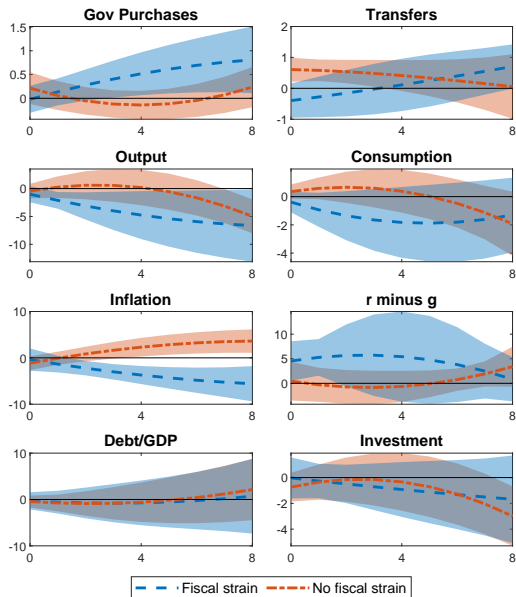 Gov Purchases
1.5
1
0.5
0
0 4 8
Transfers
2
1
0
-1
0 4 8
Output
0
-5
-10
0 4 8
Consumption
0
-2
-4
0 4 8
Inflation
10
0
-10
0 4 8
r minus g
10
5
0
0 4 8
Debt/GDP
10
0
-10
0 4 8
Investment
2
0
-2
-4
0 4 8
Fiscal strain No fiscal strain